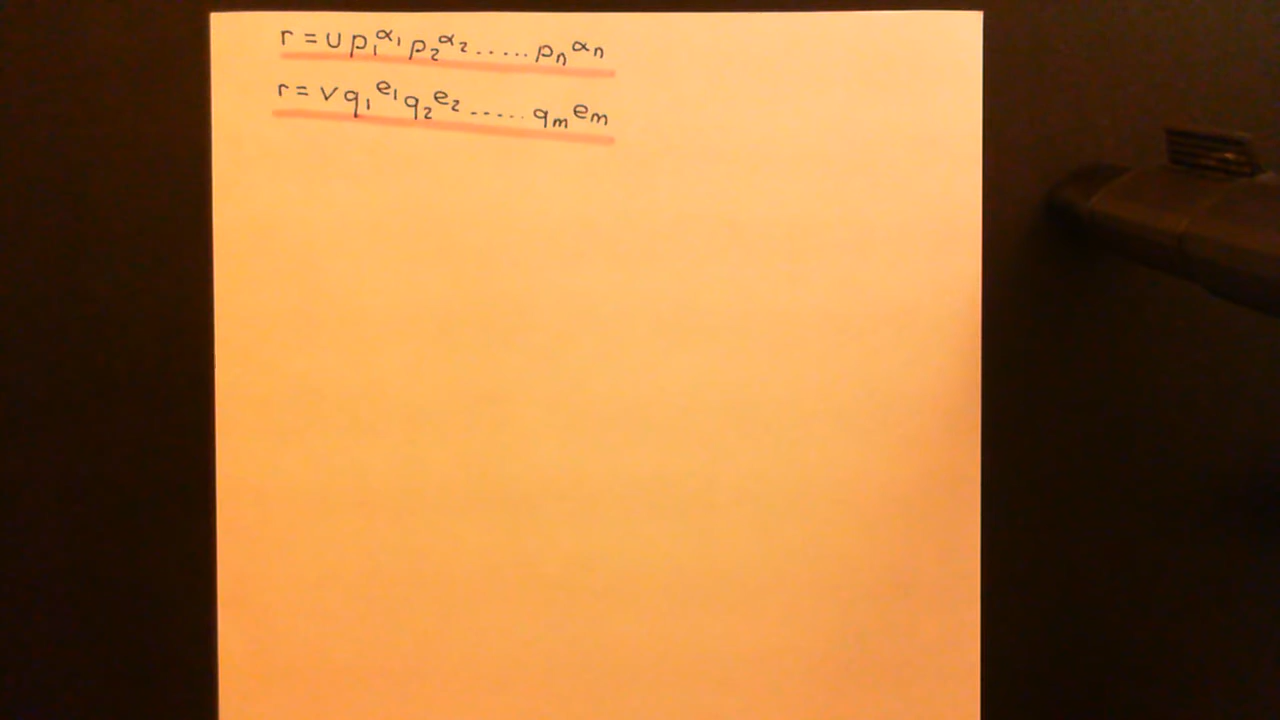 r = u p₁^α₁ p₂^α₂ ..... pₙ^αₙ
r = v q₁^e₁ q₂^e₂ ..... qₘ^eₘ